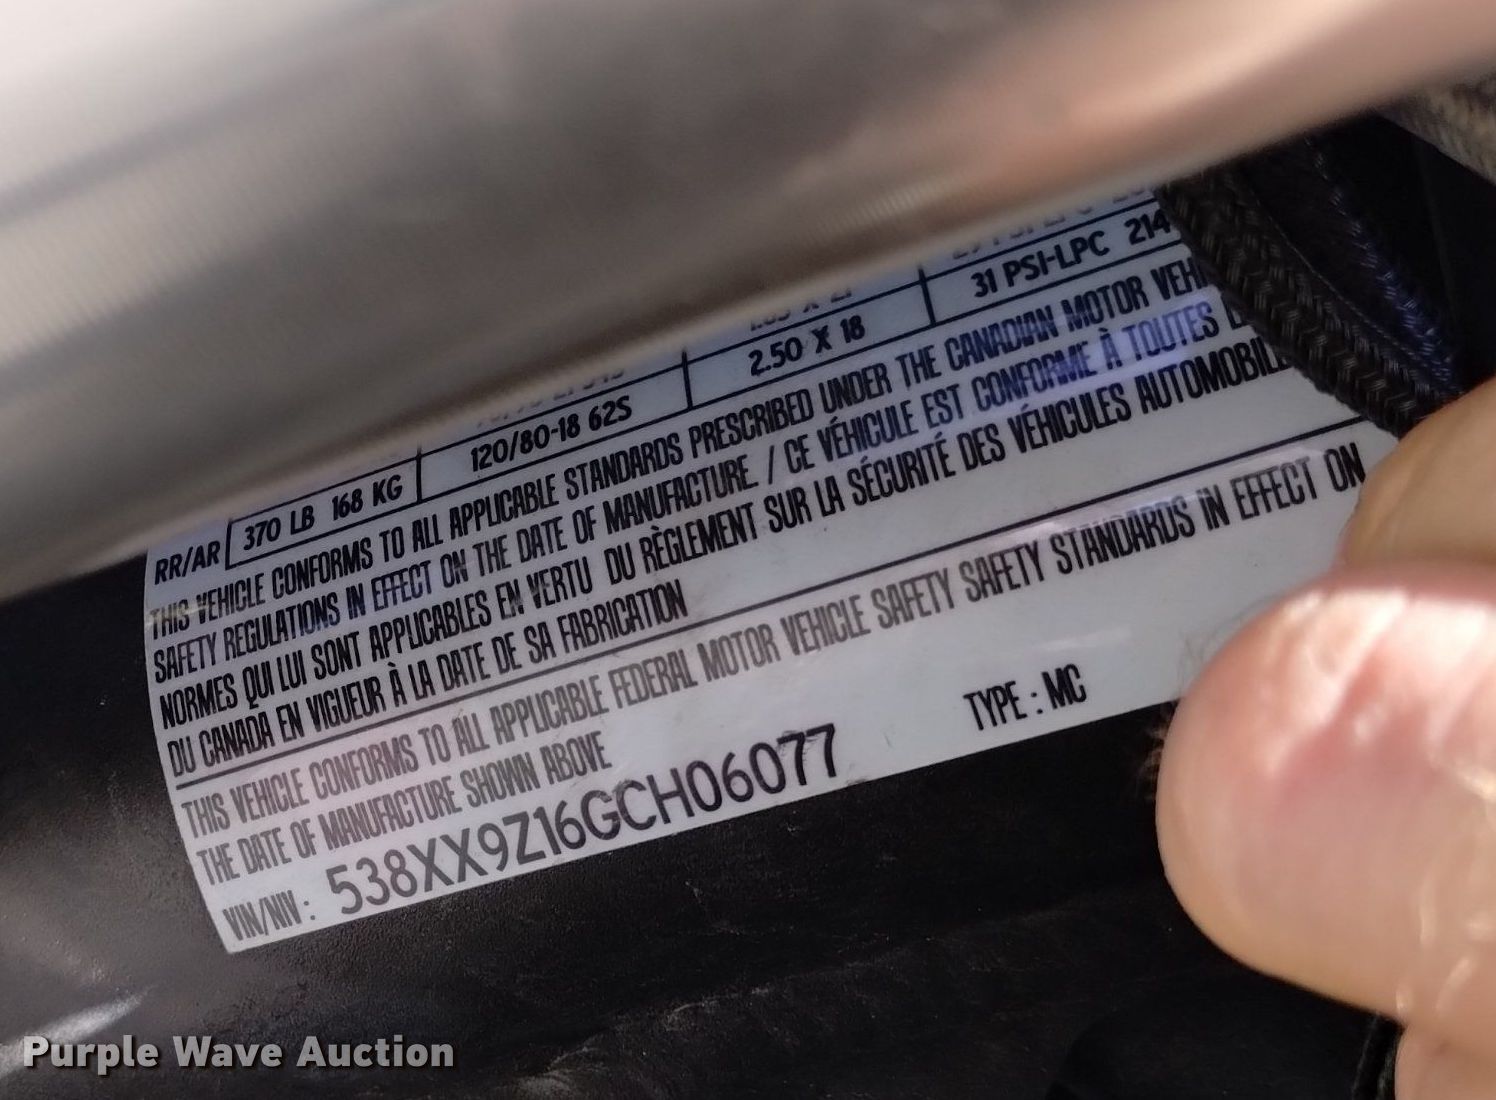 31 PSI-LPC 214
2.50 X 18
120/80-18 62S
RR/AR 370 LB 168 KG
THIS VEHICLE CONFORMS TO ALL APPLICABLE STANDARDS PRESCRIBED UNDER THE CANADIAN MOTOR VEH
SAFETY REGULATIONS IN EFFECT ON THE DATE OF MANUFACTURE. / CE VÉHICULE EST CONFORME À TOUTES
NORMES QUI LUI SONT APPLICABLES EN VERTU DU RÈGLEMENT SUR LA SÉCURITÉ DES VÉHICULES AUTOMOBILE
DU CANADA EN VIGUEUR À LA DATE DE SA FABRICATION
THIS VEHICLE CONFORMS TO ALL APPLICABLE FEDERAL MOTOR VEHICLE SAFETY SAFETY STANDARDS IN EFFECT ON
THE DATE OF MANUFACTURE SHOWN ABOVE
VIN/NIV: 538XX9Z16GCH06077 TYPE : MC
Purple Wave Auction